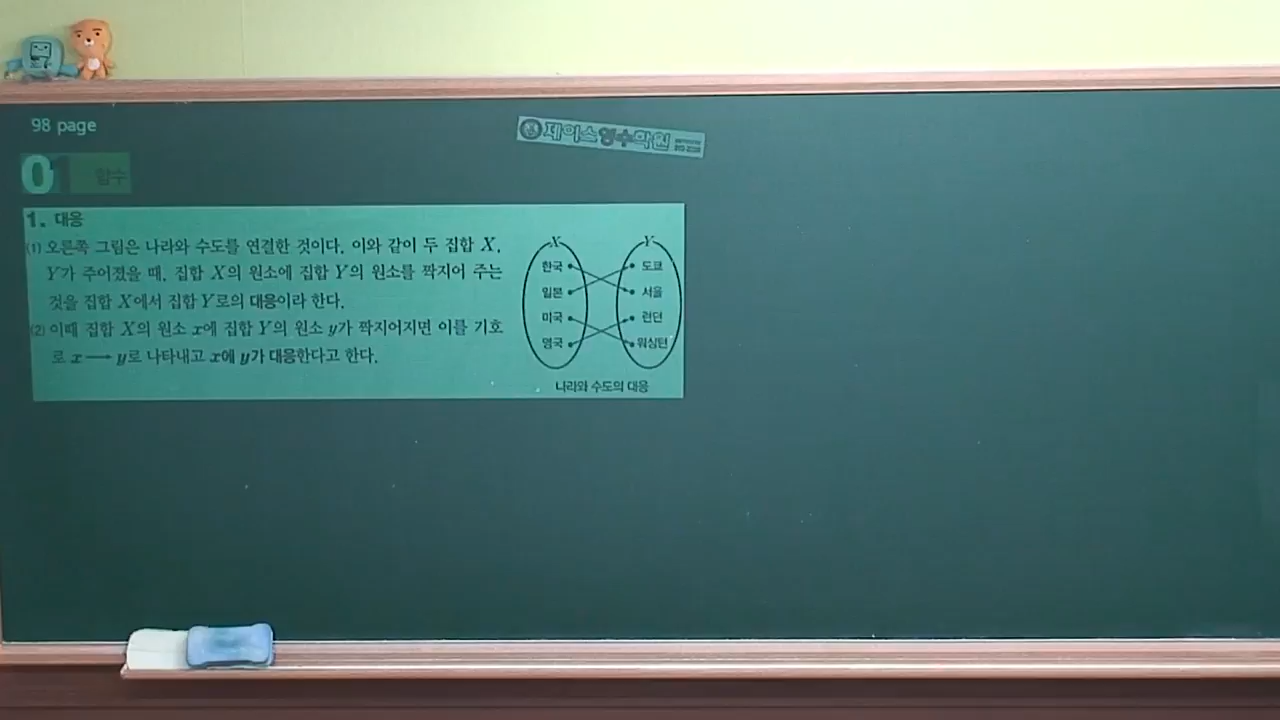 98 page
제이스영수학원
01 함수
1. 대응
(1) 오른쪽 그림은 나라와 수도를 연결한 것이다. 이와 같이 두 집합 X,
Y가 주어졌을 때, 집합 X의 원소에 집합 Y의 원소를 짝지어 주는
것을 집합 X에서 집합 Y로의 대응이라 한다.
(2) 이때 집합 X의 원소 x에 집합 Y의 원소 y가 짝지어지면 이를 기호
로 x ⟶ y로 나타내고 x에 y가 대응한다고 한다.
X Y
한국 도쿄
일본 서울
미국 런던
영국 워싱턴
나라와 수도의 대응